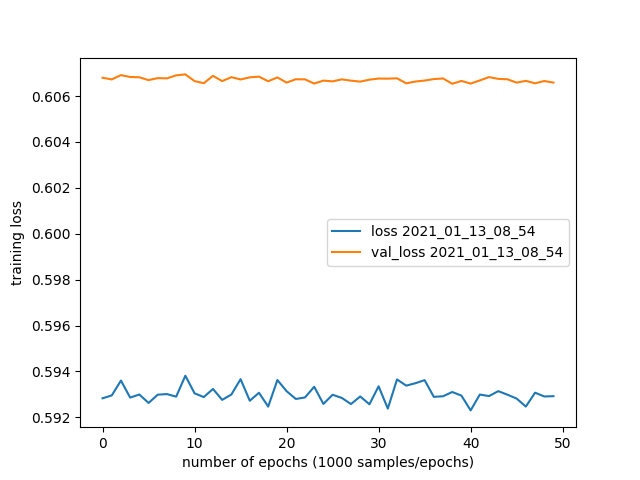 0.606
0.604
0.602
0.600
0.598
0.596
0.594
0.592
training loss
loss 2021_01_13_08_54
val_loss 2021_01_13_08_54
0 10 20 30 40 50
number of epochs (1000 samples/epochs)